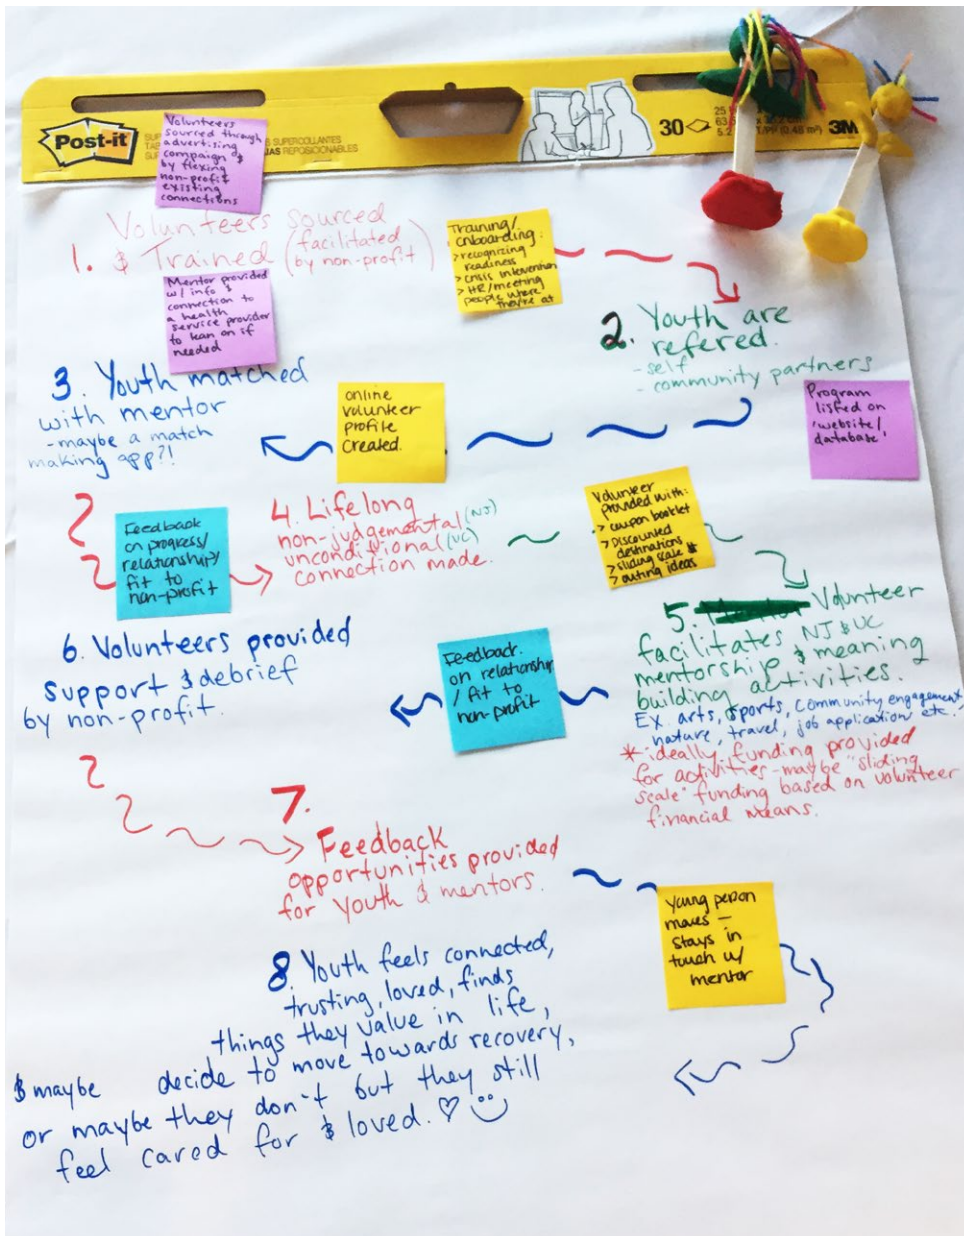 Post-it
30
3M
S SUPERCOLLANTES
AS REPOSICIONABLES
Volunteers
sourced through
advertising
campaign &
by flexing
non-profit
existing
connections
Volunteers sourced
1. & Trained (facilitated
by non-profit)
Training/
onboarding:
> recognizing
readiness
> crisis intervention
> HR/meeting
people where
they're at
Mentor provided
w/ info &
connection to
a health
service provider
to lean on if
needed
2. Youth are
refered.
- self
- community partners
Program
listed on
'website/
database'
3. Youth matched
with mentor
- maybe a match
making app?!
online
volunteer
profile
created.
Feedback
on progress/
relationship/
fit to
non-profit
4. Lifelong
non-judgemental (NJ)
unconditional (UC)
connection made.
Volunteer
provided with:
> coupon booklet
> Discounted
destinations
> sliding scale $
> outing ideas
5. Volunteer
facilitates NJ & UC
mentorship & meaning
building activities.
Ex. arts, sports, community engagement,
nature, travel, job application etc.
* ideally funding provided
for activities - maybe "sliding
scale" funding based on volunteer
financial means.
Feedback
on relationship
/ fit to
non-profit
6. Volunteers provided
support & debrief
by non-profit.
7.
Feedback
opportunities provided
for Youth & mentors.
Young person
moves —
stays in
touch w/
mentor
8. Youth feels connected,
trusting, loved, finds
things they value in life,
& maybe decide to move towards recovery,
or maybe they don't but they still
feel cared for & loved. ♡